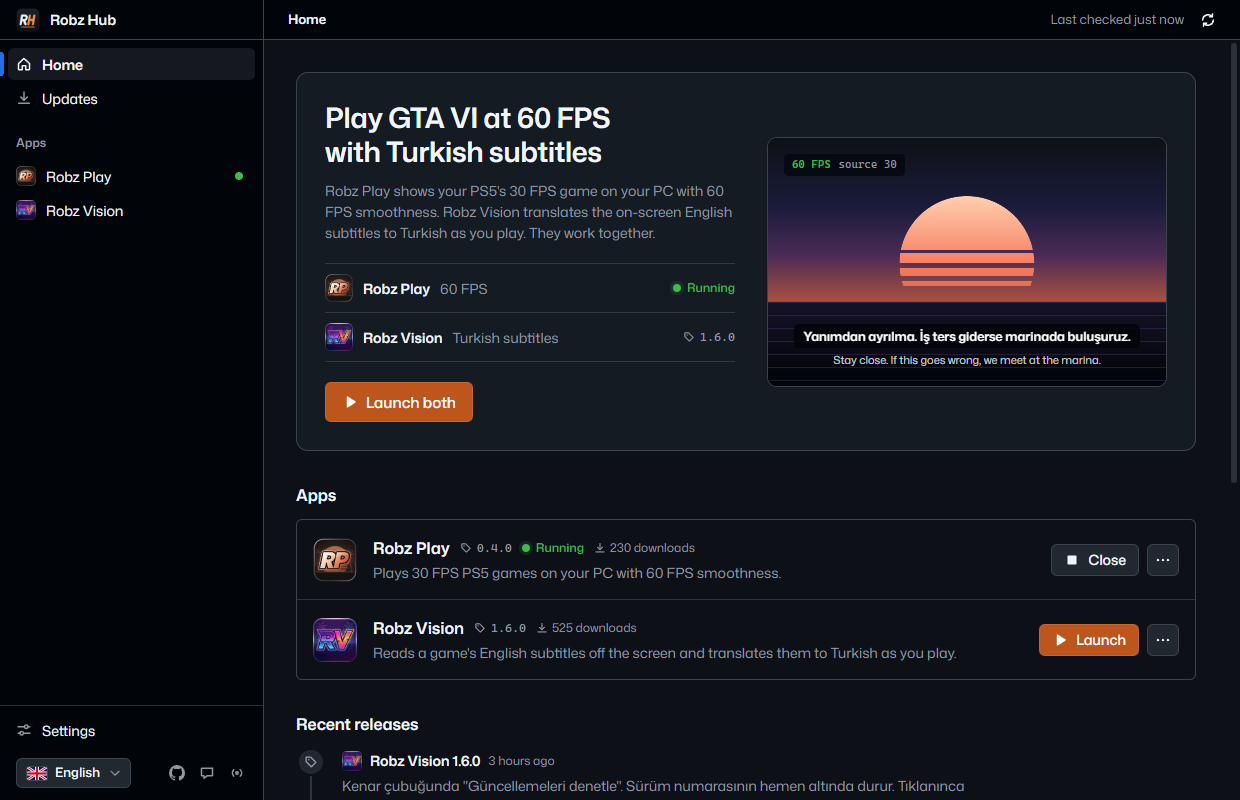 RH Robz Hub
Home
Last checked just now
Home
Updates
Apps
RP Robz Play
RV Robz Vision
Settings
English
Play GTA VI at 60 FPS
with Turkish subtitles
Robz Play shows your PS5's 30 FPS game on your PC with 60
FPS smoothness. Robz Vision translates the on-screen English
subtitles to Turkish as you play. They work together.
RP Robz Play 60 FPS Running
RV Robz Vision Turkish subtitles 1.6.0
Launch both
60 FPS source 30
Yanımdan ayrılma. İş ters giderse marinada buluşuruz.
Stay close. If this goes wrong, we meet at the marina.
Apps
RP Robz Play 0.4.0 Running 230 downloads
Plays 30 FPS PS5 games on your PC with 60 FPS smoothness.
Close
RV Robz Vision 1.6.0 525 downloads
Reads a game's English subtitles off the screen and translates them to Turkish as you play.
Launch
Recent releases
RV Robz Vision 1.6.0 3 hours ago
Kenar çubuğunda "Güncellemeleri denetle". Sürüm numarasının hemen altında durur. Tıklanınca